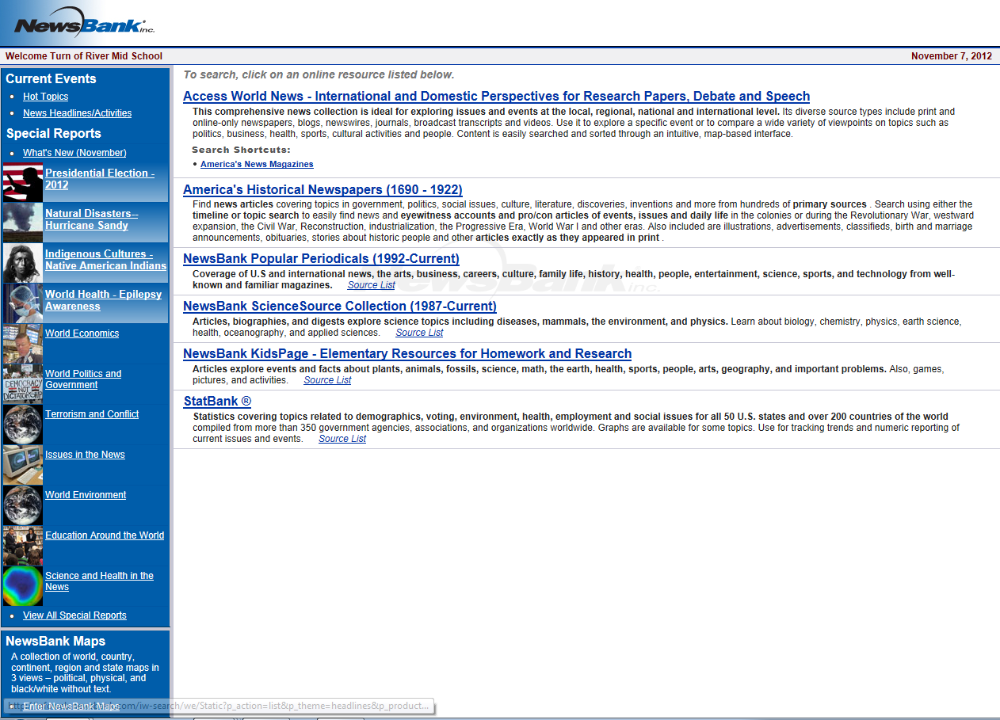 NewsBank inc.
Welcome Turn of River Mid School
November 7, 2012
Current Events
• Hot Topics
• News Headlines/Activities
Special Reports
• What's New (November)
Presidential Election -
2012
Natural Disasters--
Hurricane Sandy
Indigenous Cultures -
Native American Indians
World Health - Epilepsy
Awareness
World Economics
World Politics and
Government
DEMOCRACY
NOT
DICTATORSHIP
Terrorism and Conflict
Issues in the News
World Environment
Education Around the World
Science and Health in the
News
• View All Special Reports
NewsBank Maps
A collection of world, country,
continent, region and state maps in
3 views – political, physical, and
black/white without text.
• Enter NewsBank Maps
.com/iw-search/we/Static?p_action=list&p_theme=headlines&p_product...
To search, click on an online resource listed below.
Access World News - International and Domestic Perspectives for Research Papers, Debate and Speech
This comprehensive news collection is ideal for exploring issues and events at the local, regional, national and international level. Its diverse source types include print and
online-only newspapers, blogs, newswires, journals, broadcast transcripts and videos. Use it to explore a specific event or to compare a wide variety of viewpoints on topics such as
politics, business, health, sports, cultural activities and people. Content is easily searched and sorted through an intuitive, map-based interface.
Search Shortcuts:
• America's News Magazines
America's Historical Newspapers (1690 - 1922)
Find news articles covering topics in government, politics, social issues, culture, literature, discoveries, inventions and more from hundreds of primary sources . Search using either the
timeline or topic search to easily find news and eyewitness accounts and pro/con articles of events, issues and daily life in the colonies or during the Revolutionary War, westward
expansion, the Civil War, Reconstruction, industrialization, the Progressive Era, World War I and other eras. Also included are illustrations, advertisements, classifieds, birth and marriage
announcements, obituaries, stories about historic people and other articles exactly as they appeared in print .
NewsBank Popular Periodicals (1992-Current)
Coverage of U.S and international news, the arts, business, careers, culture, family life, history, health, people, entertainment, science, sports, and technology from well-
known and familiar magazines. Source List
NewsBank inc.
NewsBank ScienceSource Collection (1987-Current)
Articles, biographies, and digests explore science topics including diseases, mammals, the environment, and physics. Learn about biology, chemistry, physics, earth science,
health, oceanography, and applied sciences. Source List
NewsBank KidsPage - Elementary Resources for Homework and Research
Articles explore events and facts about plants, animals, fossils, science, math, the earth, health, sports, people, arts, geography, and important problems. Also, games,
pictures, and activities. Source List
StatBank ®
Statistics covering topics related to demographics, voting, environment, health, employment and social issues for all 50 U.S. states and over 200 countries of the world
compiled from more than 350 government agencies, associations, and organizations worldwide. Graphs are available for some topics. Use for tracking trends and numeric reporting of
current issues and events. Source List